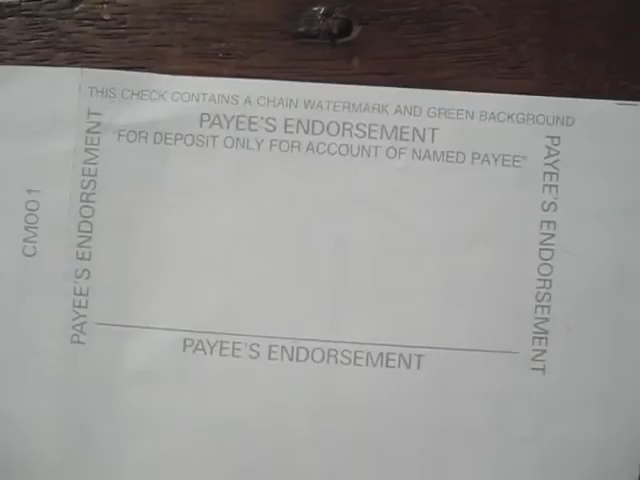 THIS CHECK CONTAINS A CHAIN WATERMARK AND GREEN BACKGROUND
PAYEE'S ENDORSEMENT
FOR DEPOSIT ONLY FOR ACCOUNT OF NAMED PAYEE"
CM001
PAYEE'S ENDORSEMENT
PAYEE'S ENDORSEMENT
PAYEE'S ENDORSEMENT